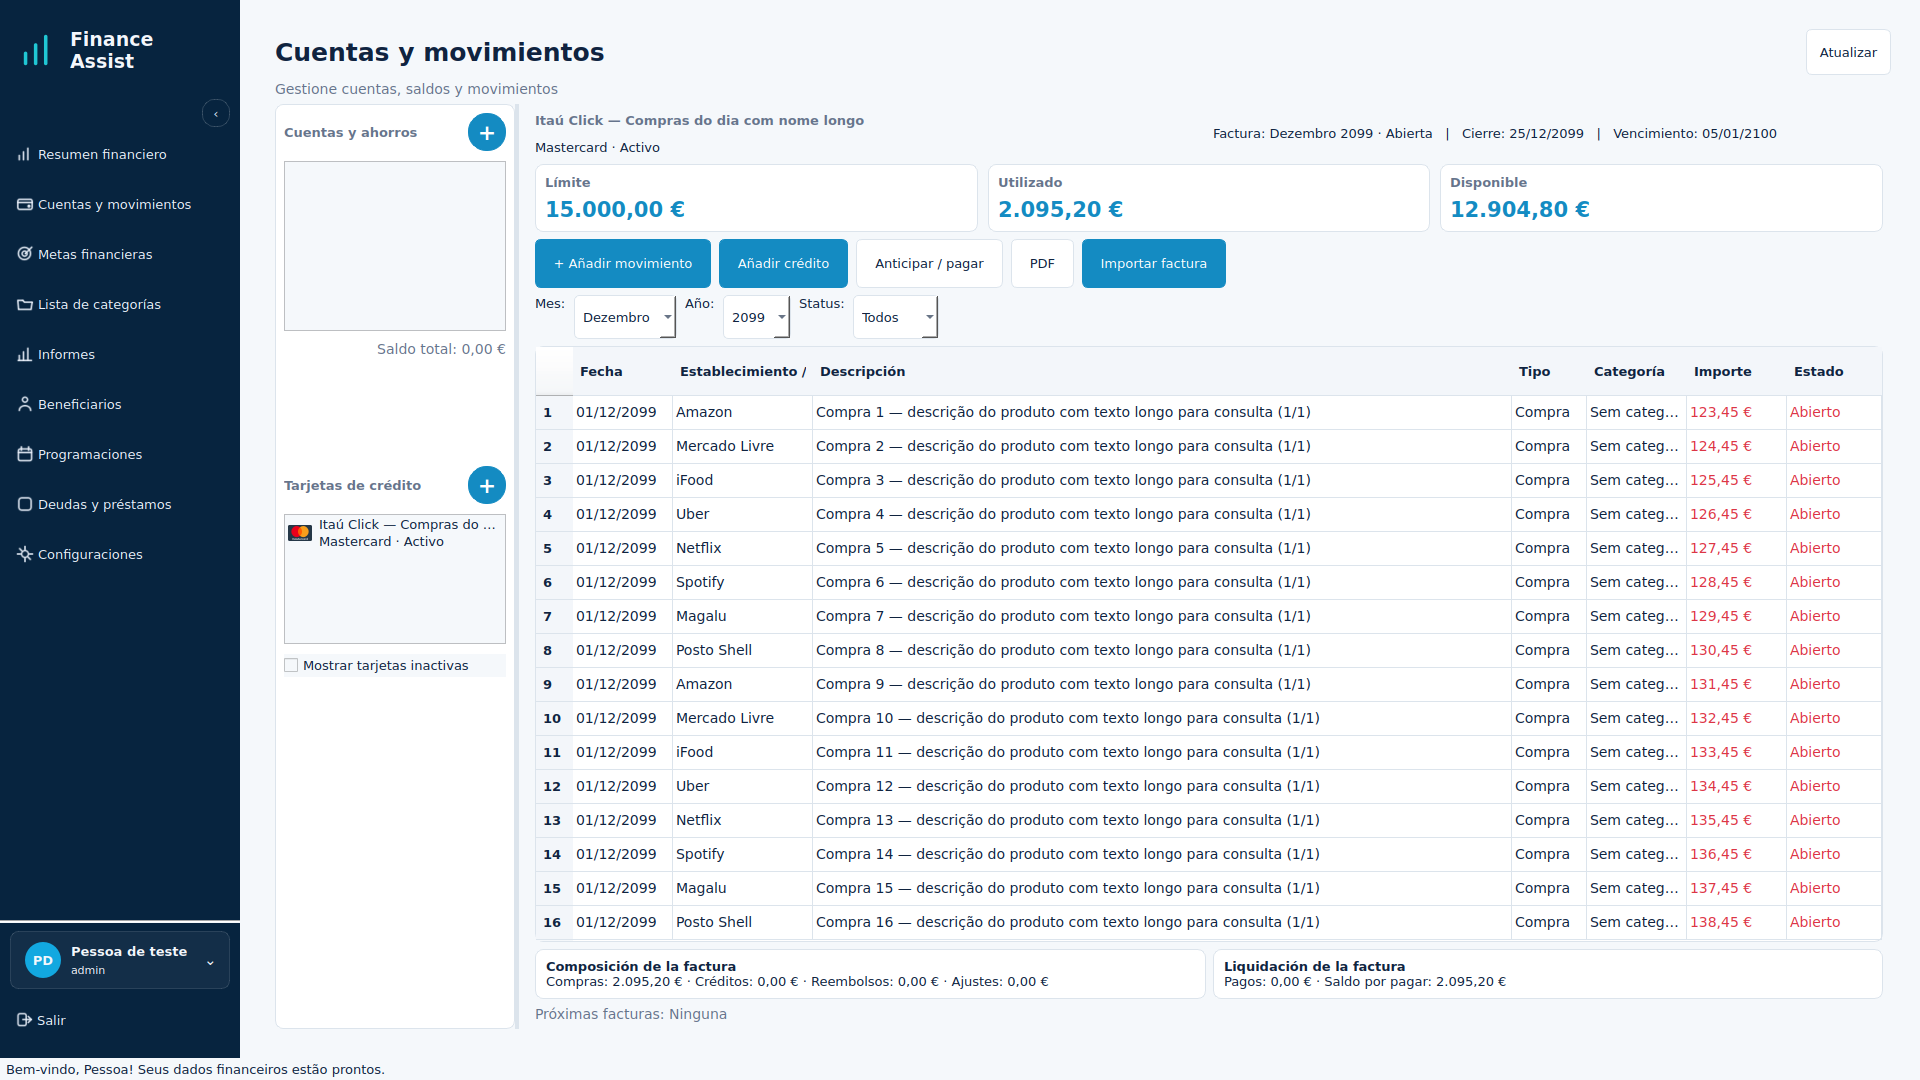 Finance
Assist
‹
Resumen financiero
Cuentas y movimientos
Metas financieras
Lista de categorías
Informes
Beneficiarios
Programaciones
Deudas y préstamos
Configuraciones
PD
Pessoa de teste
admin
Salir
Cuentas y movimientos
Atualizar
Gestione cuentas, saldos y movimientos
Cuentas y ahorros
+
Saldo total: 0,00 €
Tarjetas de crédito
+
Itaú Click — Compras do ...
Mastercard · Activo
Mostrar tarjetas inactivas
Itaú Click — Compras do dia com nome longo
Mastercard · Activo
Factura: Dezembro 2099 · Abierta | Cierre: 25/12/2099 | Vencimiento: 05/01/2100
Límite
15.000,00 €
Utilizado
2.095,20 €
Disponible
12.904,80 €
+ Añadir movimiento
Añadir crédito
Anticipar / pagar
PDF
Importar factura
Mes: Dezembro Año: 2099 Status: Todos
Fecha Establecimiento / Descripción Tipo Categoría Importe Estado
1 01/12/2099 Amazon Compra 1 — descrição do produto com texto longo para consulta (1/1) Compra Sem categ... 123,45 € Abierto
2 01/12/2099 Mercado Livre Compra 2 — descrição do produto com texto longo para consulta (1/1) Compra Sem categ... 124,45 € Abierto
3 01/12/2099 iFood Compra 3 — descrição do produto com texto longo para consulta (1/1) Compra Sem categ... 125,45 € Abierto
4 01/12/2099 Uber Compra 4 — descrição do produto com texto longo para consulta (1/1) Compra Sem categ... 126,45 € Abierto
5 01/12/2099 Netflix Compra 5 — descrição do produto com texto longo para consulta (1/1) Compra Sem categ... 127,45 € Abierto
6 01/12/2099 Spotify Compra 6 — descrição do produto com texto longo para consulta (1/1) Compra Sem categ... 128,45 € Abierto
7 01/12/2099 Magalu Compra 7 — descrição do produto com texto longo para consulta (1/1) Compra Sem categ... 129,45 € Abierto
8 01/12/2099 Posto Shell Compra 8 — descrição do produto com texto longo para consulta (1/1) Compra Sem categ... 130,45 € Abierto
9 01/12/2099 Amazon Compra 9 — descrição do produto com texto longo para consulta (1/1) Compra Sem categ... 131,45 € Abierto
10 01/12/2099 Mercado Livre Compra 10 — descrição do produto com texto longo para consulta (1/1) Compra Sem categ... 132,45 € Abierto
11 01/12/2099 iFood Compra 11 — descrição do produto com texto longo para consulta (1/1) Compra Sem categ... 133,45 € Abierto
12 01/12/2099 Uber Compra 12 — descrição do produto com texto longo para consulta (1/1) Compra Sem categ... 134,45 € Abierto
13 01/12/2099 Netflix Compra 13 — descrição do produto com texto longo para consulta (1/1) Compra Sem categ... 135,45 € Abierto
14 01/12/2099 Spotify Compra 14 — descrição do produto com texto longo para consulta (1/1) Compra Sem categ... 136,45 € Abierto
15 01/12/2099 Magalu Compra 15 — descrição do produto com texto longo para consulta (1/1) Compra Sem categ... 137,45 € Abierto
16 01/12/2099 Posto Shell Compra 16 — descrição do produto com texto longo para consulta (1/1) Compra Sem categ... 138,45 € Abierto
Composición de la factura
Compras: 2.095,20 € · Créditos: 0,00 € · Reembolsos: 0,00 € · Ajustes: 0,00 €
Liquidación de la factura
Pagos: 0,00 € · Saldo por pagar: 2.095,20 €
Próximas facturas: Ninguna
Bem-vindo, Pessoa! Seus dados financeiros estão prontos.